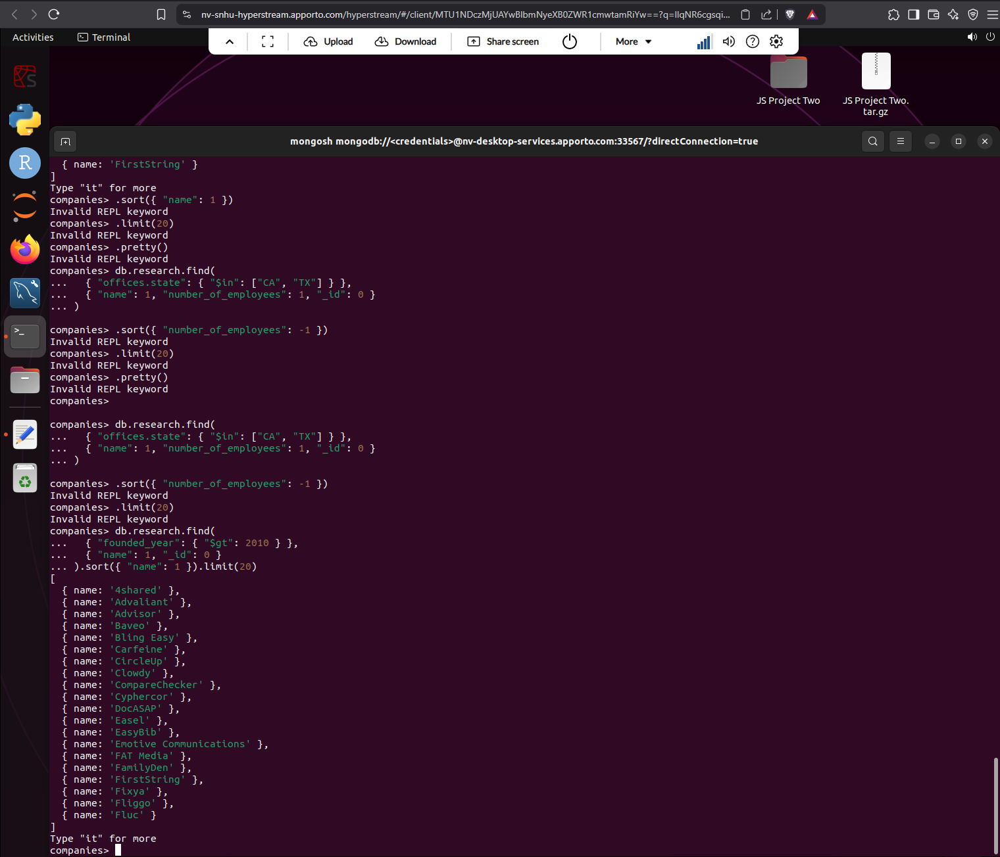 nv-snhu-hyperstream.apporto.com/hyperstream/#/client/MTU1NDczMjUAYwBlbmNyeXB0ZWR1cmwtamRiYw==?q=IlqNR6cgsqi...
Activities
Terminal
Upload
Download
Share screen
More
JS Project Two
JS Project Two.
tar.gz
mongosh mongodb://<credentials>@nv-desktop-services.apporto.com:33567/?directConnection=true
  { name: 'FirstString' }
]
Type "it" for more
companies> .sort({ "name": 1 })
Invalid REPL keyword
companies> .limit(20)
Invalid REPL keyword
companies> .pretty()
Invalid REPL keyword
companies> db.research.find(
...   { "offices.state": { "$in": ["CA", "TX"] } },
...   { "name": 1, "number_of_employees": 1, "_id": 0 }
... )
companies> .sort({ "number_of_employees": -1 })
Invalid REPL keyword
companies> .limit(20)
Invalid REPL keyword
companies> .pretty()
Invalid REPL keyword
companies>
companies> db.research.find(
...   { "offices.state": { "$in": ["CA", "TX"] } },
...   { "name": 1, "number_of_employees": 1, "_id": 0 }
... )
companies> .sort({ "number_of_employees": -1 })
Invalid REPL keyword
companies> .limit(20)
Invalid REPL keyword
companies> db.research.find(
...   { "founded_year": { "$gt": 2010 } },
...   { "name": 1, "_id": 0 }
... ).sort({ "name": 1 }).limit(20)
[
  { name: '4shared' },
  { name: 'Advaliant' },
  { name: 'Advisor' },
  { name: 'Baveo' },
  { name: 'Bling Easy' },
  { name: 'Carfeine' },
  { name: 'CircleUp' },
  { name: 'Clowdy' },
  { name: 'CompareChecker' },
  { name: 'Cyphercor' },
  { name: 'DocASAP' },
  { name: 'Easel' },
  { name: 'EasyBib' },
  { name: 'Emotive Communications' },
  { name: 'FAT Media' },
  { name: 'FamilyDen' },
  { name: 'FirstString' },
  { name: 'Fixya' },
  { name: 'Fliggo' },
  { name: 'Fluc' }
]
Type "it" for more
companies>